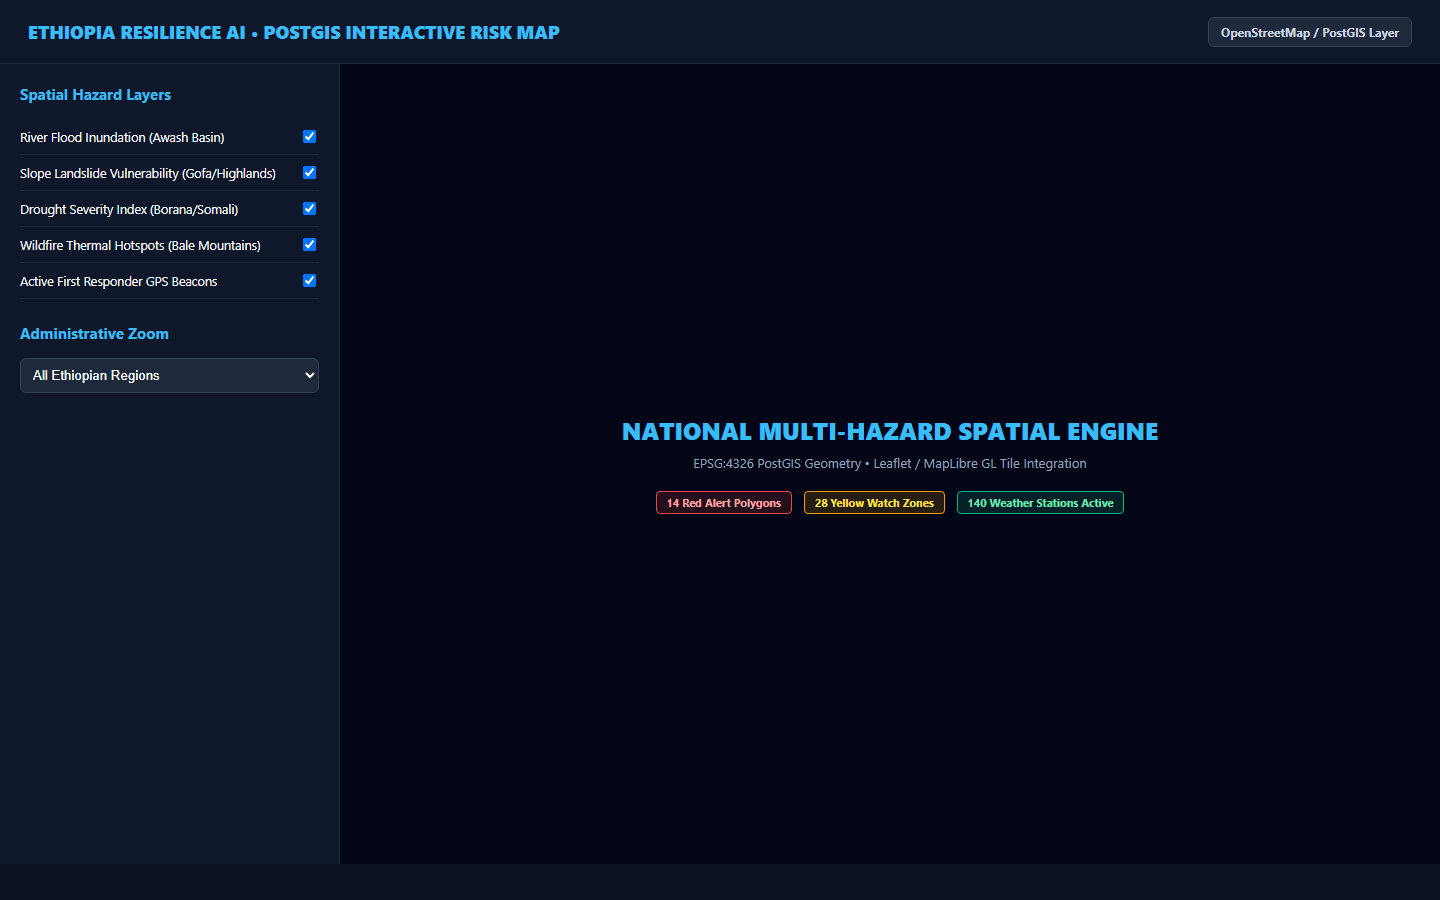 ETHIOPIA RESILIENCE AI • POSTGIS INTERACTIVE RISK MAP
OpenStreetMap / PostGIS Layer
Spatial Hazard Layers
River Flood Inundation (Awash Basin)
Slope Landslide Vulnerability (Gofa/Highlands)
Drought Severity Index (Borana/Somali)
Wildfire Thermal Hotspots (Bale Mountains)
Active First Responder GPS Beacons
Administrative Zoom
All Ethiopian Regions
NATIONAL MULTI-HAZARD SPATIAL ENGINE
EPSG:4326 PostGIS Geometry • Leaflet / MapLibre GL Tile Integration
14 Red Alert Polygons
28 Yellow Watch Zones
140 Weather Stations Active